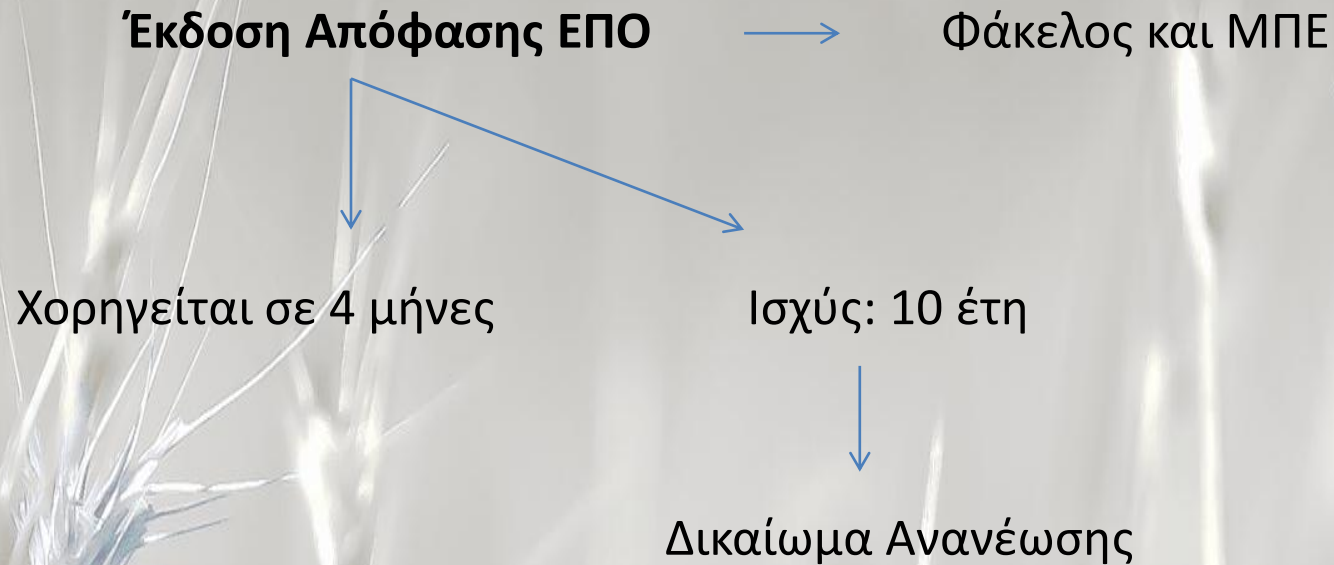 Έκδοση Απόφασης ΕΠΟ
Φάκελος και ΜΠΕ
Χορηγείται σε 4 μήνες
Ισχύς: 10 έτη
Δικαίωμα Ανανέωσης